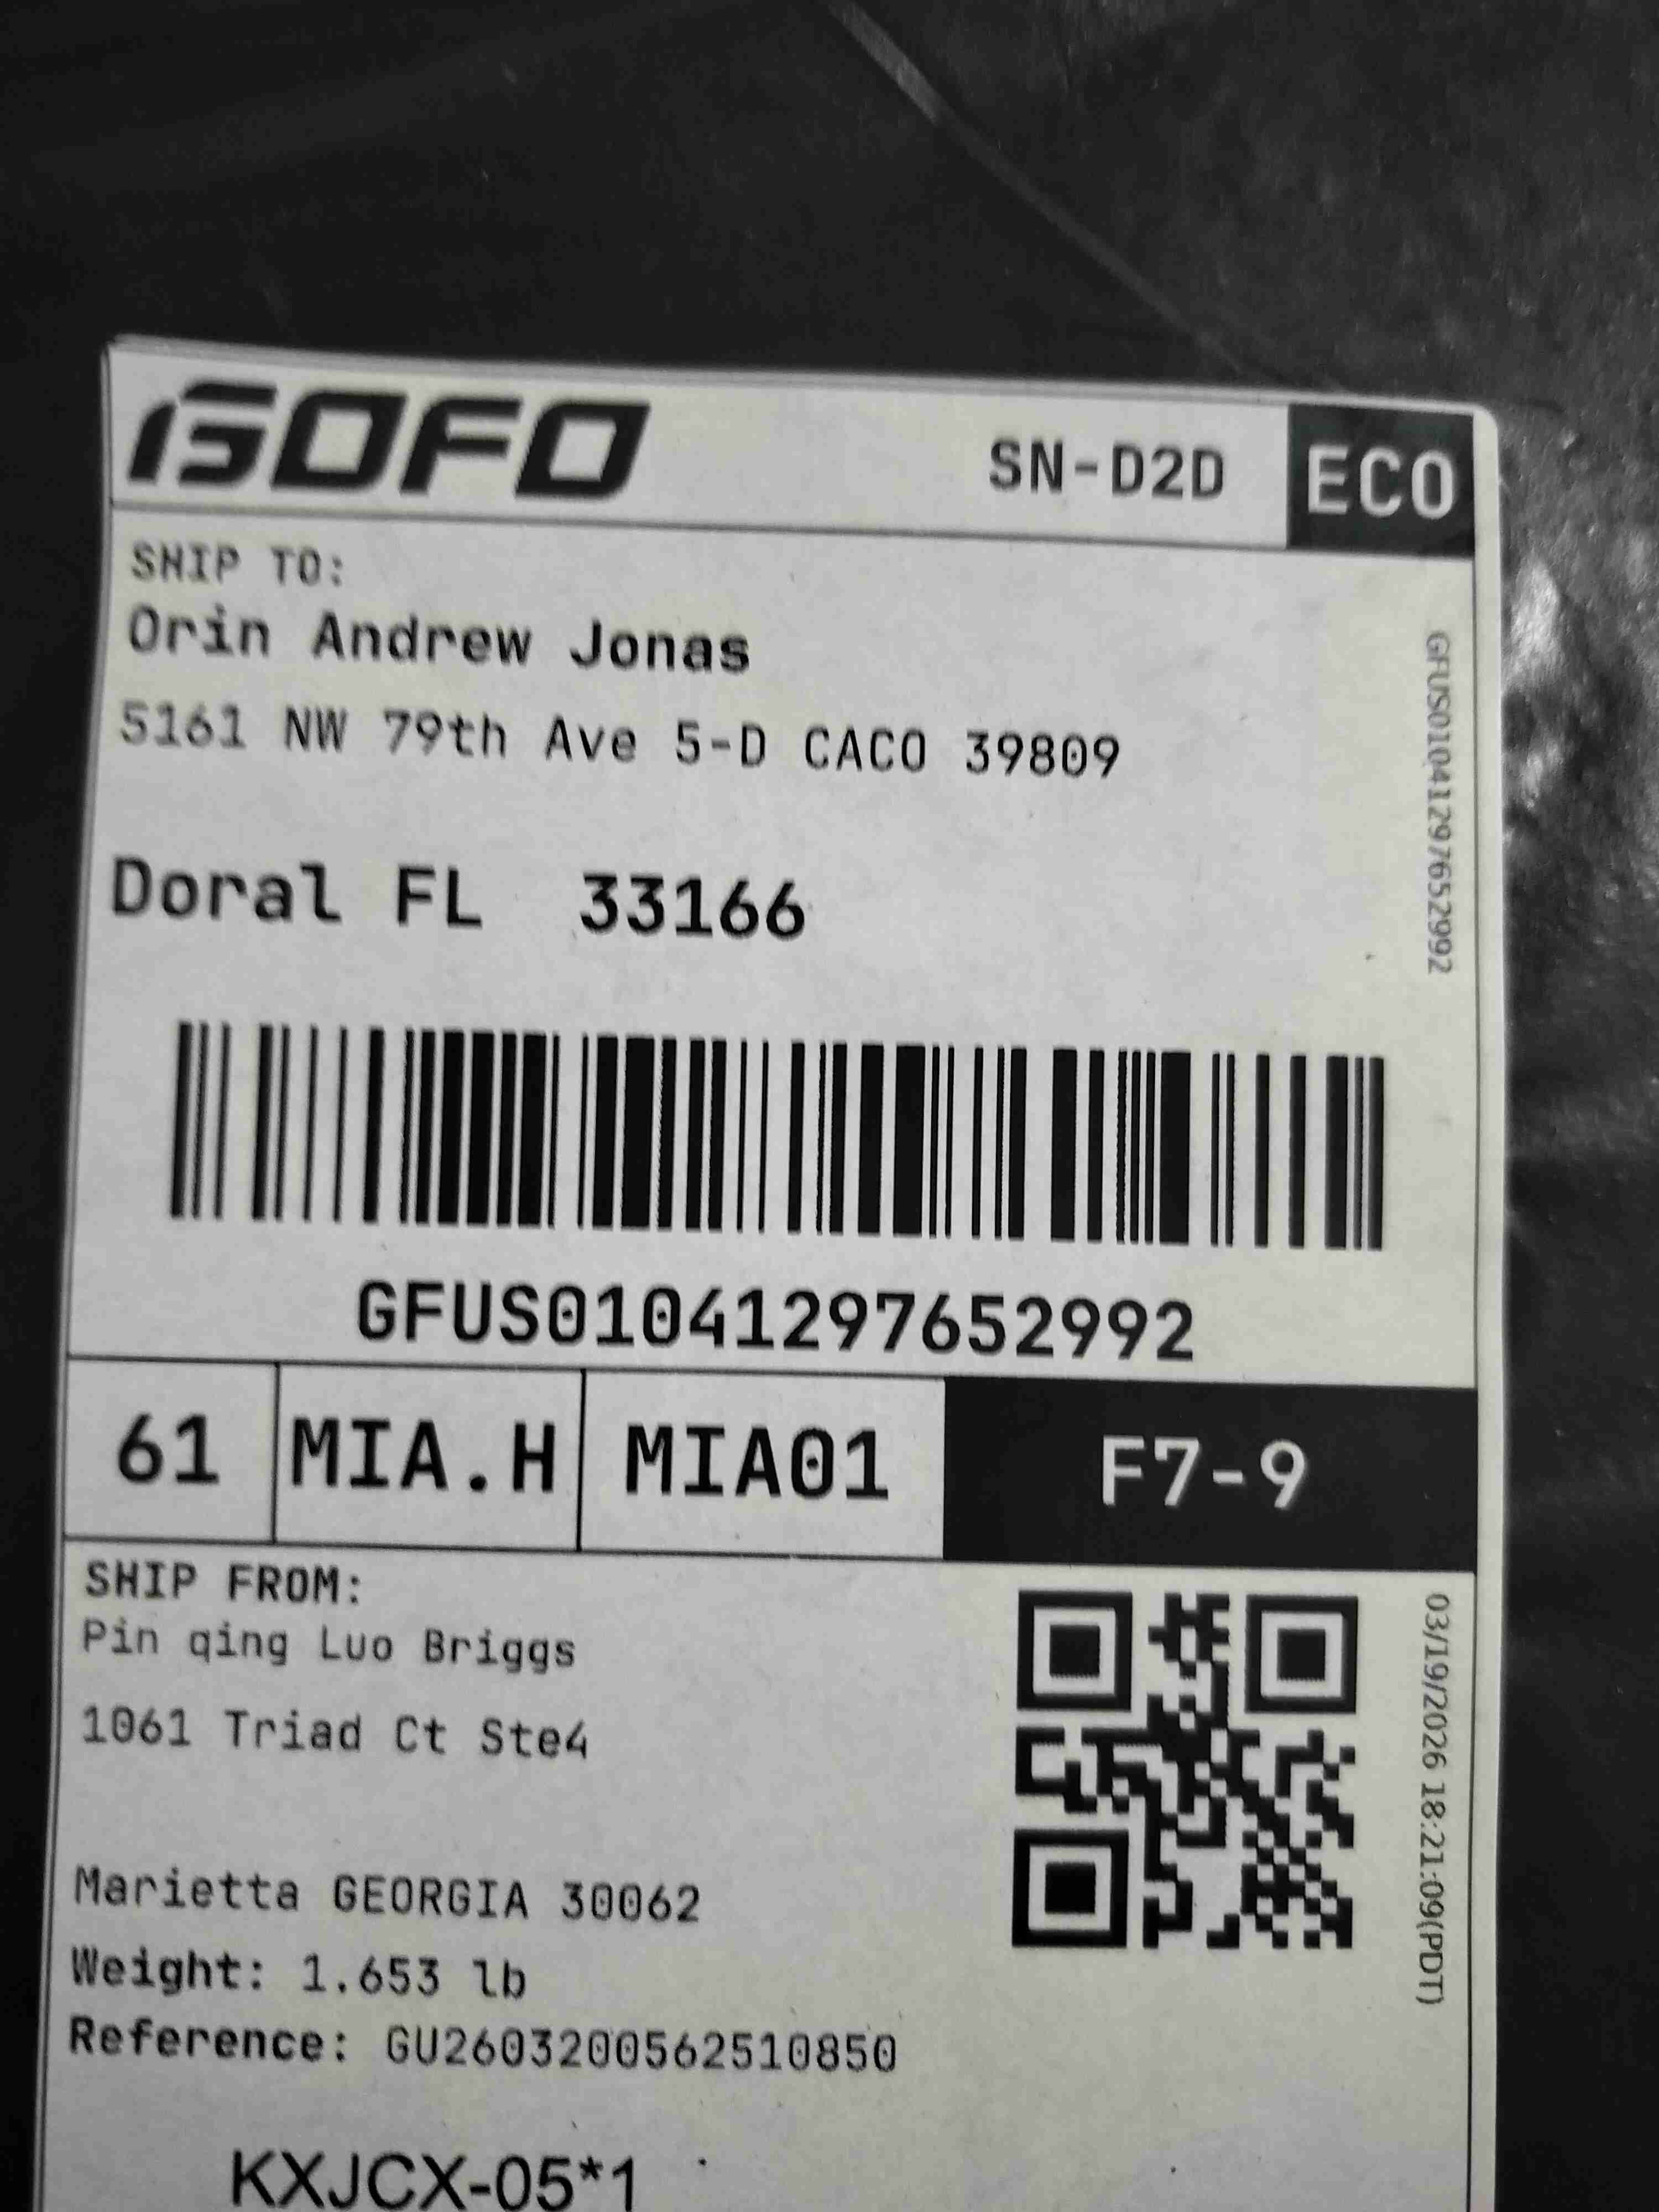 GOFO
SN-D2D
ECO
SHIP TO:
Orin Andrew Jonas
5161 NW 79th Ave 5-D CACO 39809
Doral FL 33166
GFUS01041297652992
GFUS01041297652992
61
MIA.H
MIA01
F7-9
SHIP FROM:
Pin qing Luo Briggs
1061 Triad Ct Ste4
Marietta GEORGIA 30062
Weight: 1.653 lb
Reference: GU2603200562510850
03/19/2026 18:21:09(PDT)
KXJCX-05*1